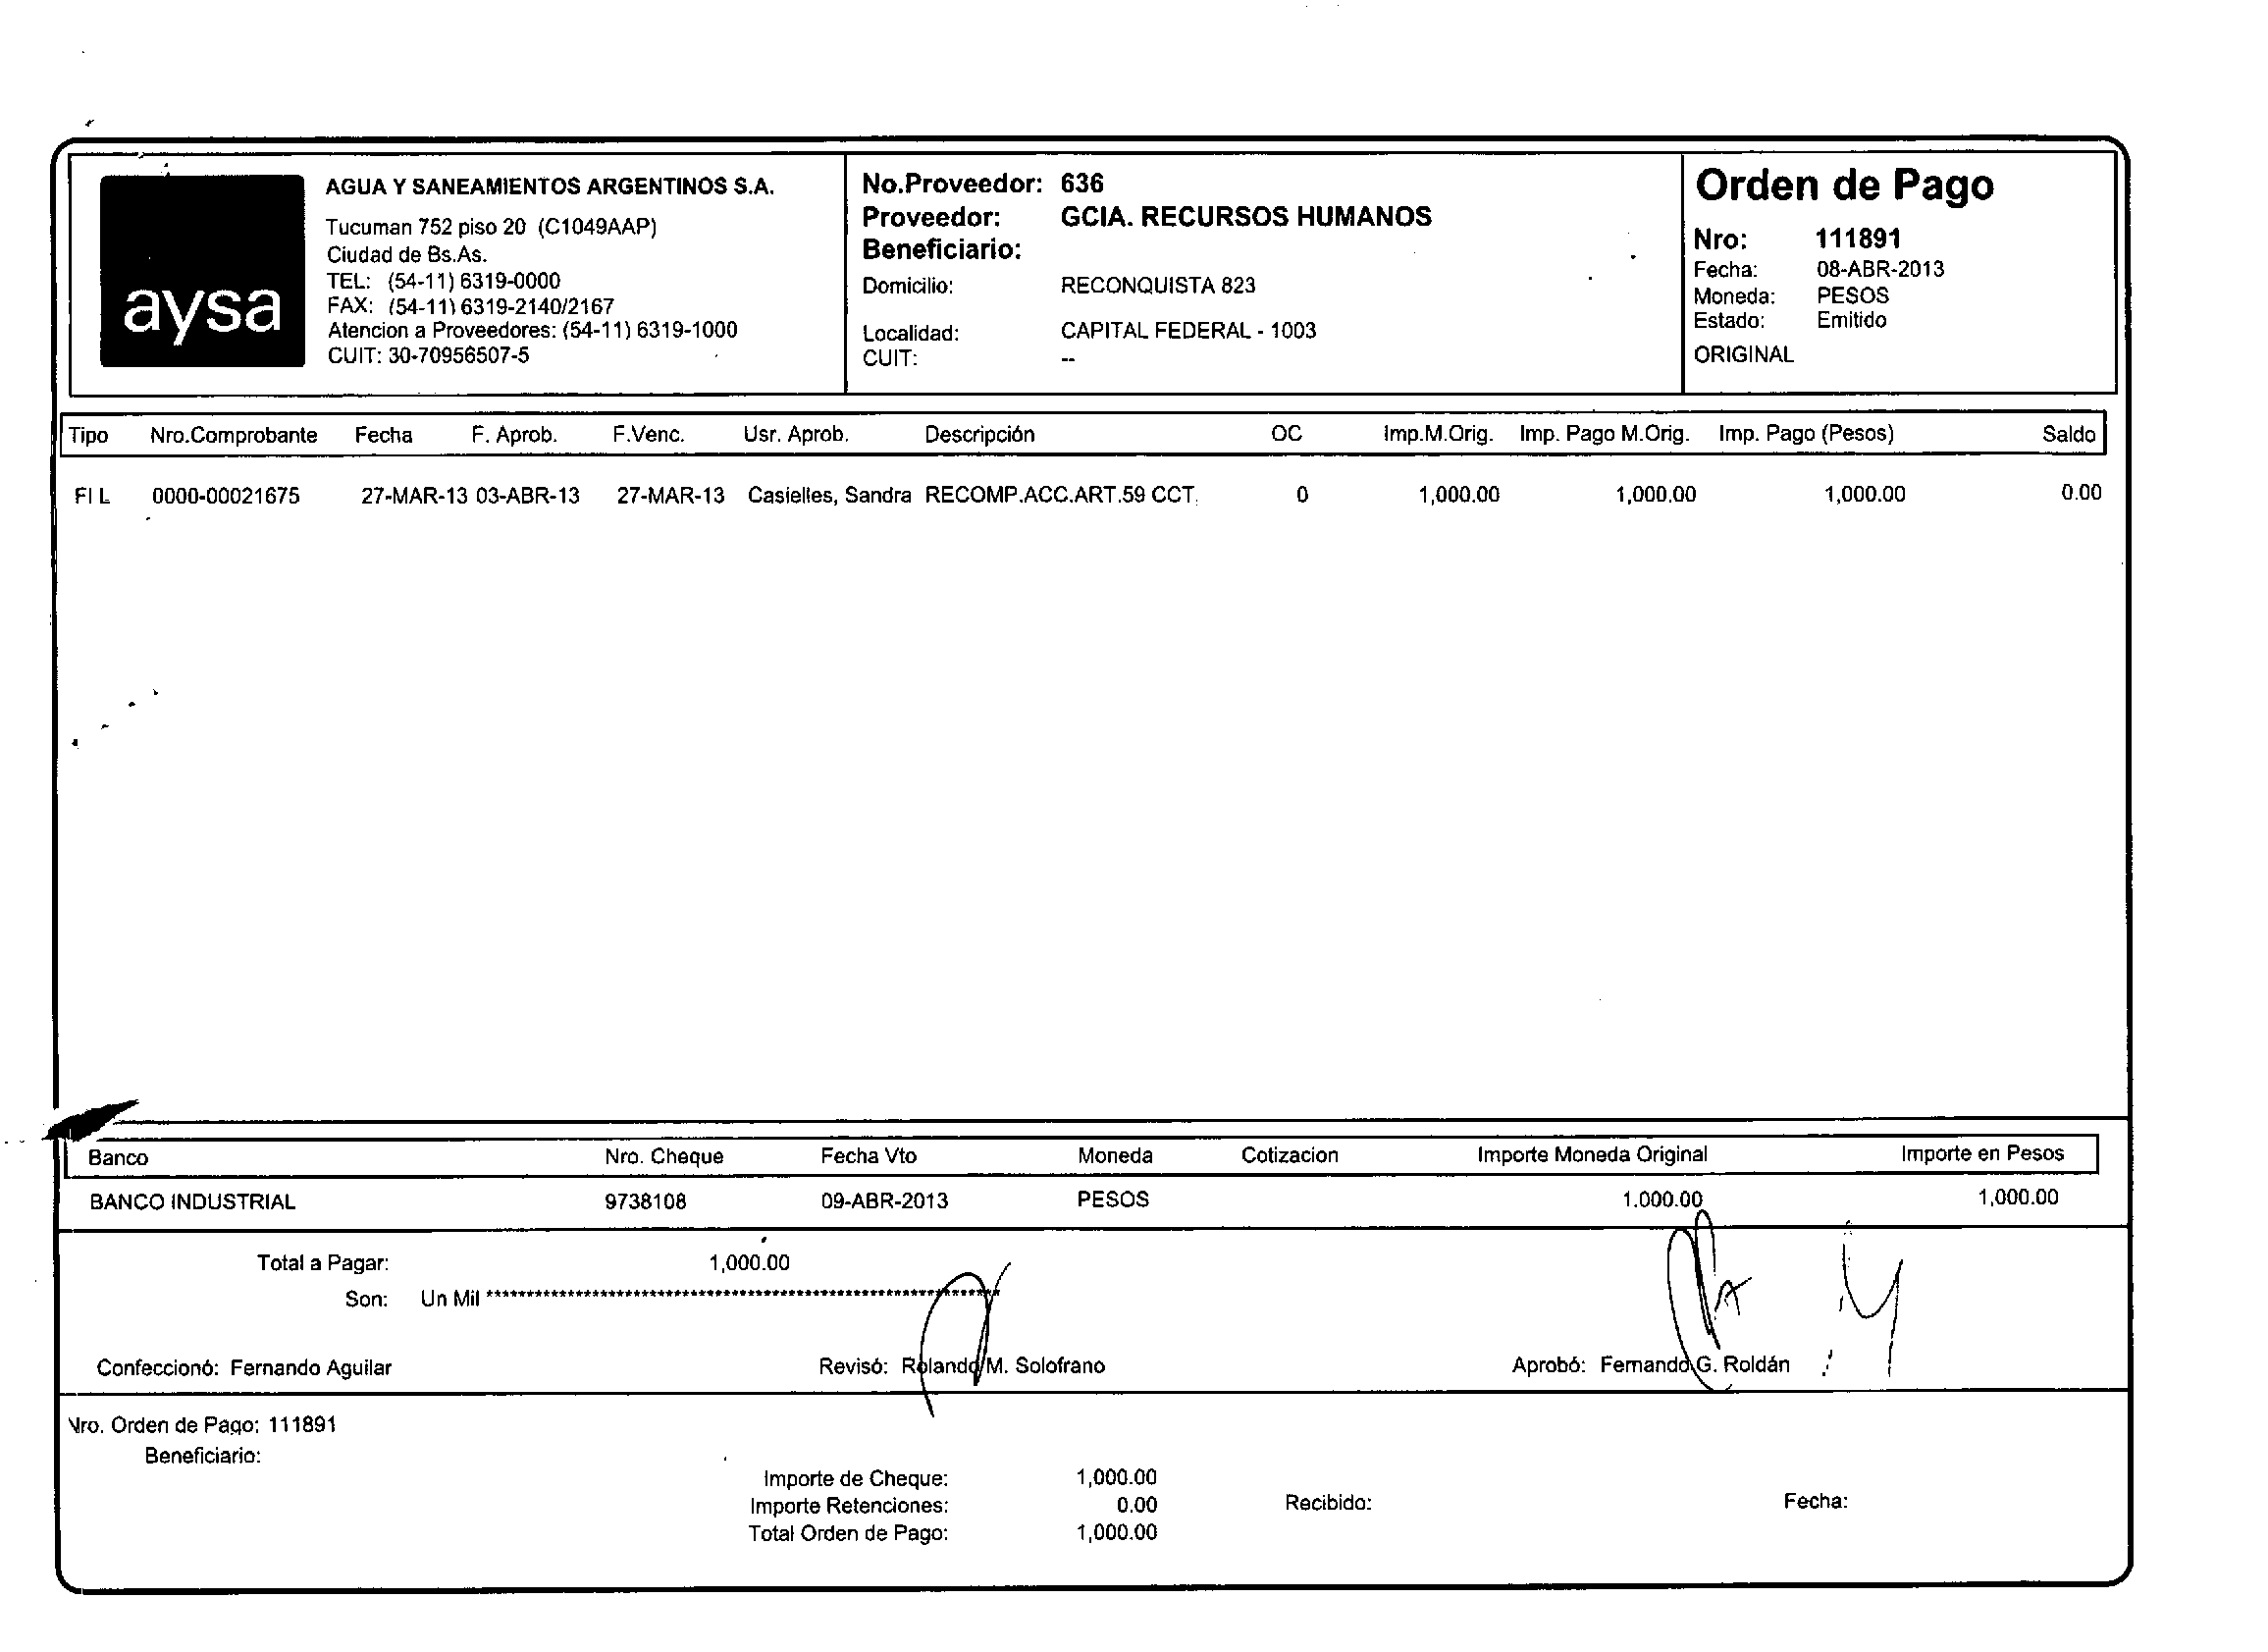 aysa
AGUA Y SANEAMIENTOS ARGENTINOS S.A.
Tucuman 752 piso 20 (C1049AAP)
Ciudad de Bs.As.
TEL: (54-11) 6319-0000
FAX: (54-11) 6319-2140/2167
Atencion a Proveedores: (54-11) 6319-1000
CUIT: 30-70956507-5
No.Proveedor: 636
Proveedor: GCIA. RECURSOS HUMANOS
Beneficiario:
Domicilio: RECONQUISTA 823
Localidad: CAPITAL FEDERAL - 1003
CUIT: --
Orden de Pago
Nro: 111891
Fecha: 08-ABR-2013
Moneda: PESOS
Estado: Emitido
ORIGINAL
Tipo Nro.Comprobante Fecha F. Aprob. F.Venc. Usr. Aprob. Descripción OC Imp.M.Orig. Imp. Pago M.Orig. Imp. Pago (Pesos) Saldo
FI L 0000-00021675 27-MAR-13 03-ABR-13 27-MAR-13 Casielles, Sandra RECOMP.ACC.ART.59 CCT. 0 1,000.00 1,000.00 1,000.00 0.00
Banco Nro. Cheque Fecha Vto Moneda Cotizacion Importe Moneda Original Importe en Pesos
BANCO INDUSTRIAL 9738108 09-ABR-2013 PESOS 1.000.00 1,000.00
Total a Pagar: 1,000.00
Son: Un Mil ****************************************************************
Confeccionó: Fernando Aguilar Revisó: Rolando M. Solofrano Aprobó: Fernando G. Roldán
Nro. Orden de Pago: 111891
Beneficiario:
Importe de Cheque: 1,000.00
Importe Retenciones: 0.00 Recibido: Fecha:
Total Orden de Pago: 1,000.00